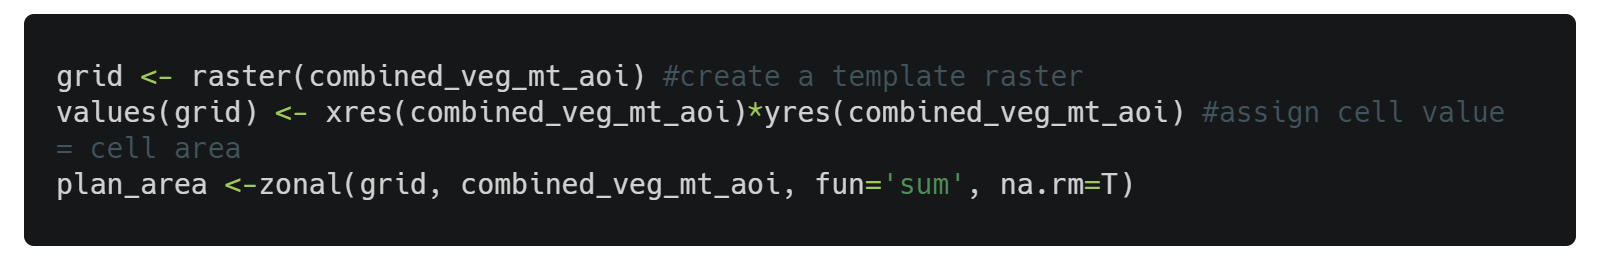 grid <- raster(combined_veg_mt_aoi) #create a template raster
values(grid) <- xres(combined_veg_mt_aoi)*yres(combined_veg_mt_aoi) #assign cell value
= cell area
plan_area <-zonal(grid, combined_veg_mt_aoi, fun='sum', na.rm=T)